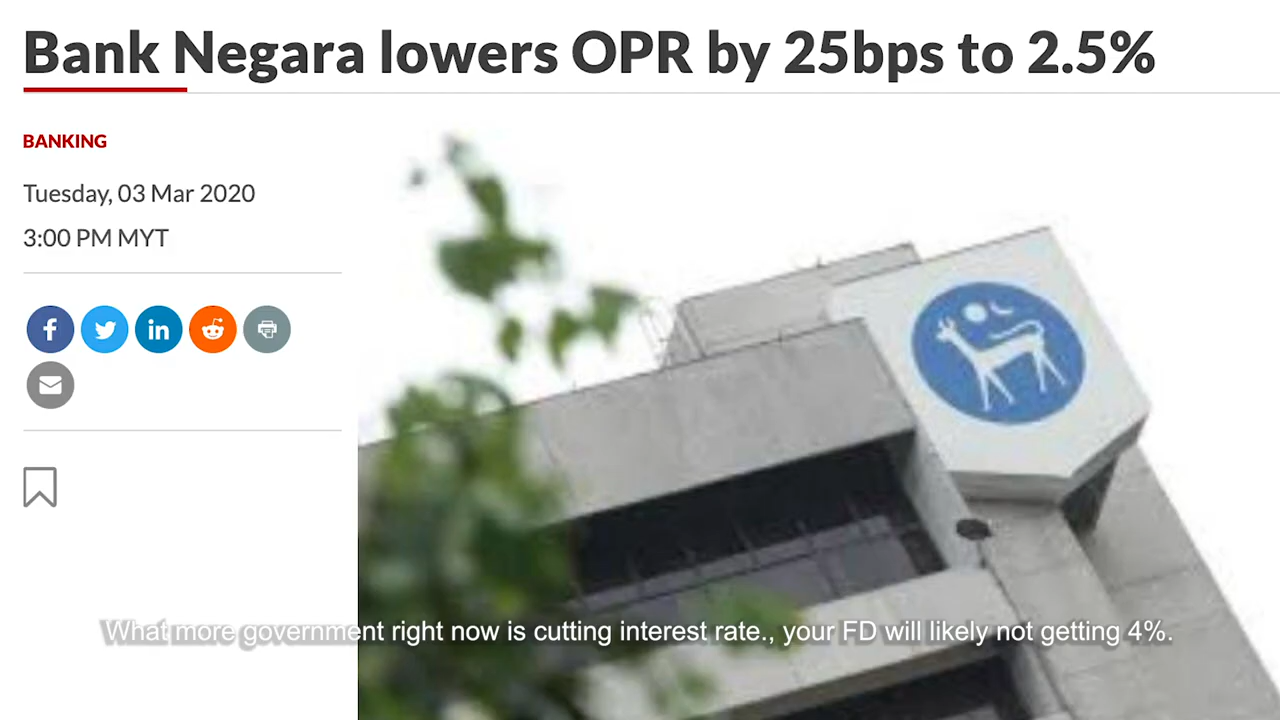 Bank Negara lowers OPR by 25bps to 2.5%
BANKING
Tuesday, 03 Mar 2020
3:00 PM MYT
What more government right now is cutting interest rate., your FD will likely not getting 4%.